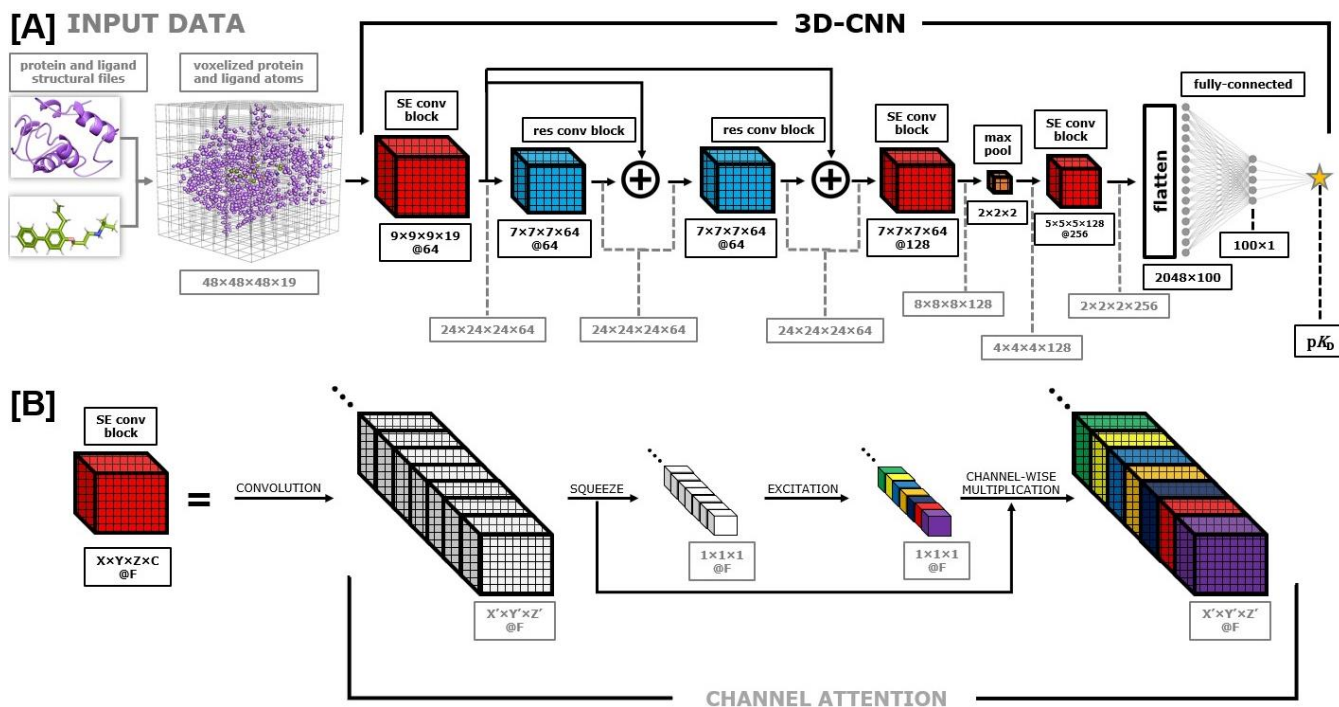 [A] INPUT DATA
3D-CNN
protein and ligand
structural files
voxelized protein
and ligand atoms
48×48×48×19
SE conv
block
9×9×9×19
@64
24×24×24×64
res conv block
7×7×7×64
@64
24×24×24×64
res conv block
7×7×7×64
@64
24×24×24×64
SE conv
block
7×7×7×64
@128
8×8×8×128
max
pool
2×2×2
4×4×4×128
SE conv
block
5×5×5×128
@256
2×2×2×256
flatten
2048×100
fully-connected
100×1
pKD
[B]
SE conv
block
X×Y×Z×C
@F
=
CONVOLUTION
X′×Y′×Z′
@F
SQUEEZE
1×1×1
@F
EXCITATION
1×1×1
@F
CHANNEL-WISE
MULTIPLICATION
X′×Y′×Z′
@F
CHANNEL ATTENTION